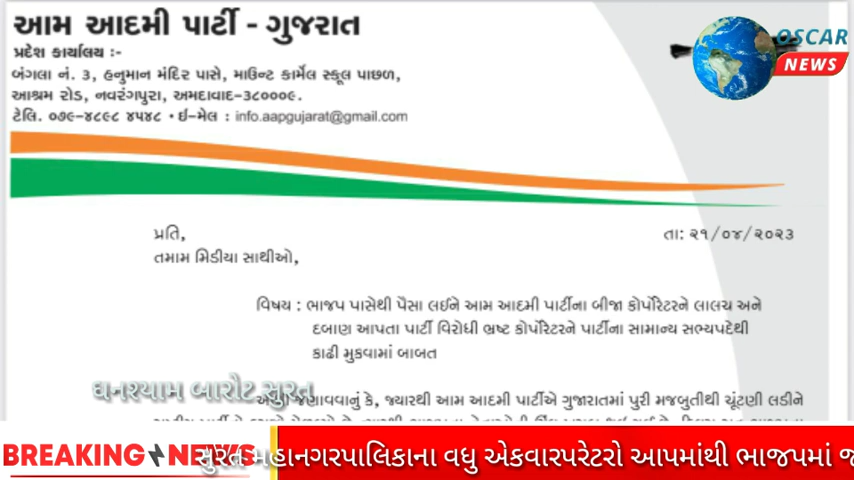 આમ આદમી પાર્ટી - ગુજરાત
પ્રદેશ કાર્યાલય :-
બંગલા નં. ૩, હનુમાન મંદિર પાસે, માઉન્ટ કાર્મેલ સ્કૂલ પાછળ,
આશ્રમ રોડ, નવરંગપુરા, અમદાવાદ-૩૮૦૦૦૯.
ટેલિ. ૦૭૯-૪૮૯૮ ૪૫૪૮ • ઈ-મેલ : info.aapgujarat@gmail.com
OSCAR
NEWS
પ્રતિ,
તા: ૨૧/૦૪/૨૦૨૩
તમામ મિડીયા સાથીઓ,
વિષય : ભાજપ પાસેથી પૈસા લઈને આમ આદમી પાર્ટીના બીજા કોર્પોરેટરને લાલચ અને
દબાણ આપતા પાર્ટી વિરોધી ભ્રષ્ટ કોર્પોરેટરને પાર્ટીના સામાન્ય સભ્યપદેથી
કાઢી મુકવામાં બાબત
ઘનશ્યામ બારોટ સુરત
જણાવવાનું કે, જ્યારથી આમ આદમી પાર્ટીએ ગુજરાતમાં પુરી મજબુતીથી ચૂંટણી લડીને
BREAKING NEWS
સુરત મહાનગરપાલિકાના વધુ એકવારપરેટરો આપમાંથી ભાજપમાં